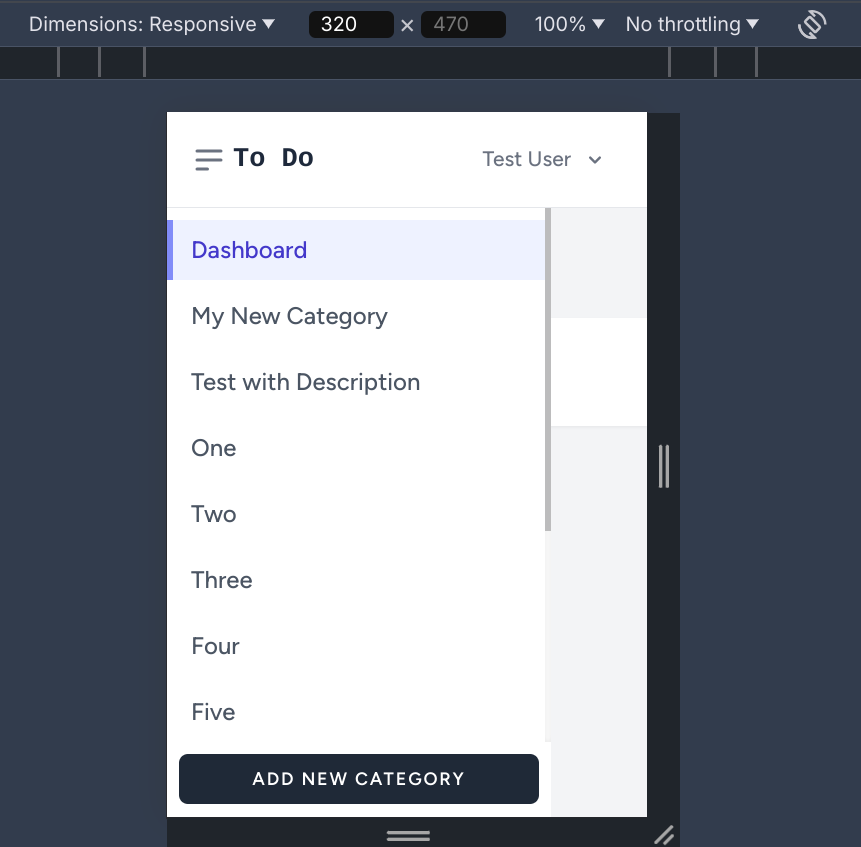 Dimensions: Responsive ▼ 320 × 470 100% ▼ No throttling ▼
To Do Test User
Dashboard
My New Category
Test with Description
One
Two
Three
Four
Five
ADD NEW CATEGORY